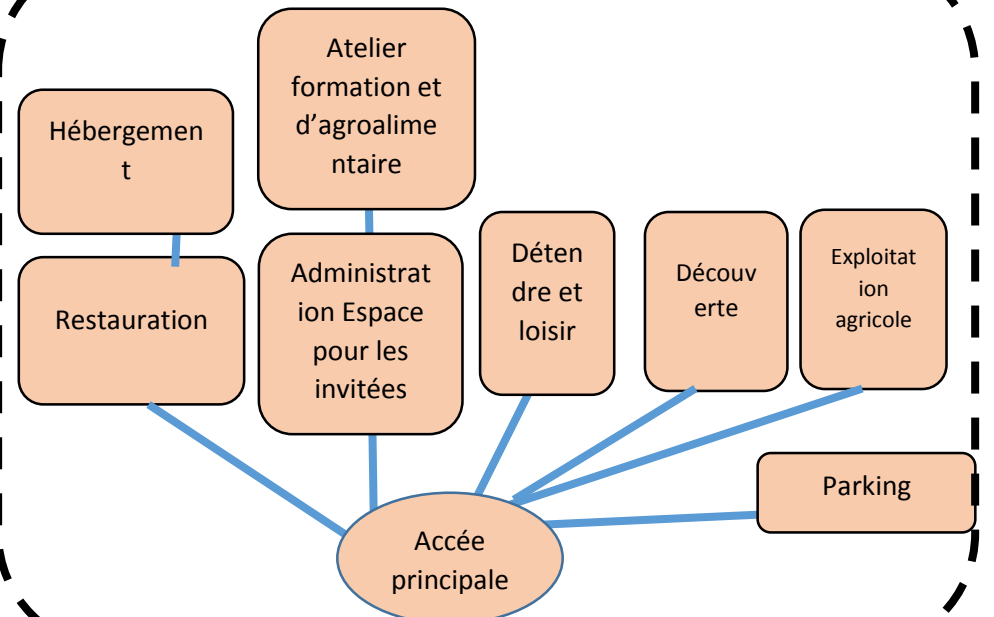 Atelier
formation et
d’agroalime
ntaire
Hébergemen
t
Restauration
Administrat
ion Espace
pour les
invitées
Déten
dre et
loisir
Découv
erte
Exploitat
ion
agricole
Parking
Accée
principale